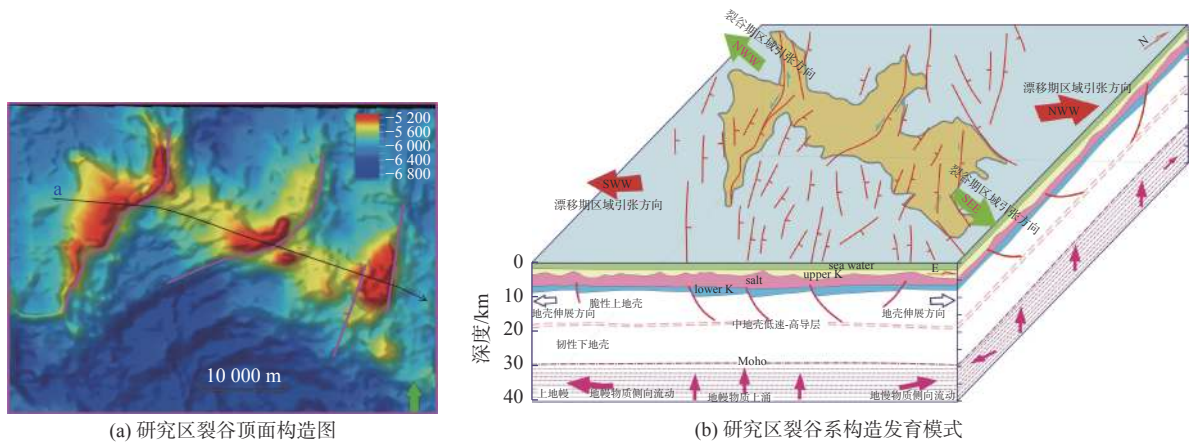 -5 200
-5 600
-6 000
-6 400
-6 800
a
10 000 m
(a) 研究区裂谷顶面构造图
裂谷期区域引张方向
NWW
N
漂移期区域引张方向
NWW
SWW
漂移期区域引张方向
裂谷期区域引张方向
SEE
E
sea water
upper K
salt
lower K
脆性上地壳
地壳伸展方向
地壳伸展方向
中地壳低速-高导层
韧性下地壳
Moho
上地幔
地幔物质侧向流动
地幔物质上涌
地幔物质侧向流动
深度/km
0
10
20
30
40
(b) 研究区裂谷系构造发育模式